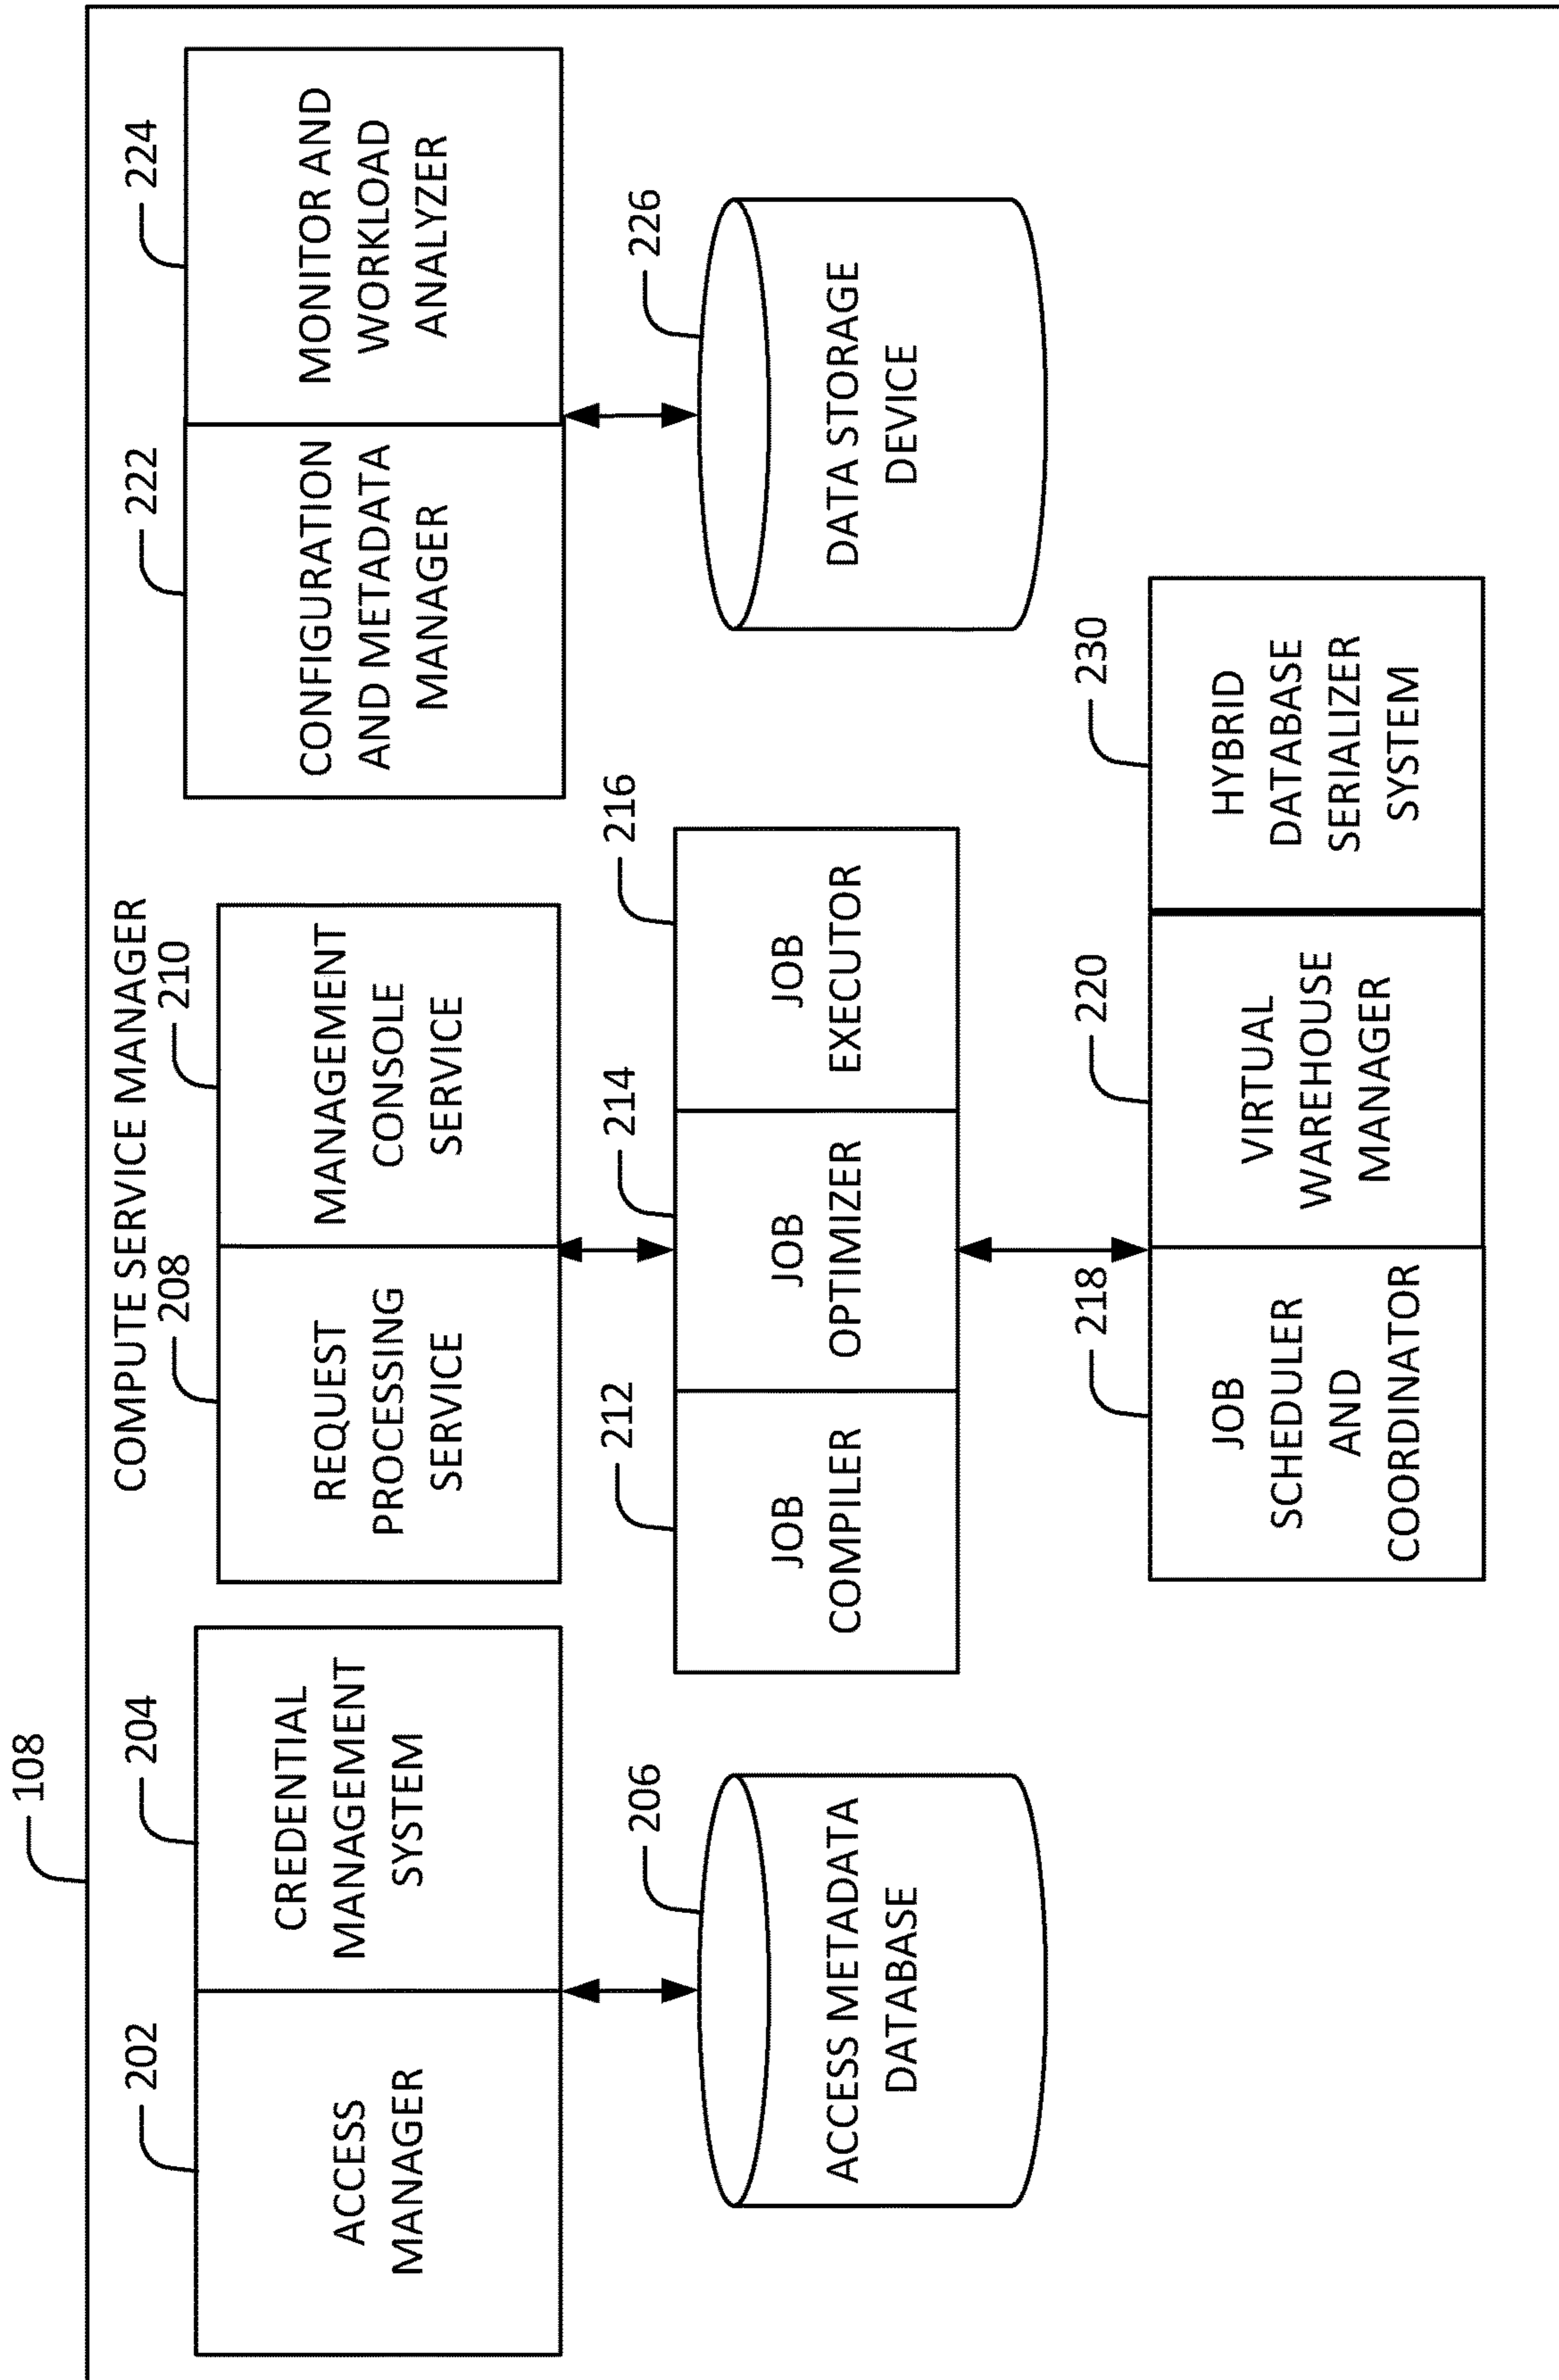 108
COMPUTE SERVICE MANAGER
202
204
ACCESS
MANAGER
CREDENTIAL
MANAGEMENT
SYSTEM
206
ACCESS METADATA
DATABASE
208
210
REQUEST
PROCESSING
SERVICE
MANAGEMENT
CONSOLE
SERVICE
212
214
216
JOB
COMPILER
JOB
OPTIMIZER
JOB
EXECUTOR
218
220
230
JOB
SCHEDULER
AND
COORDINATOR
VIRTUAL
WAREHOUSE
MANAGER
HYBRID
DATABASE
SERIALIZER
SYSTEM
222
224
CONFIGURATION
AND METADATA
MANAGER
MONITOR AND
WORKLOAD
ANALYZER
226
DATA STORAGE
DEVICE